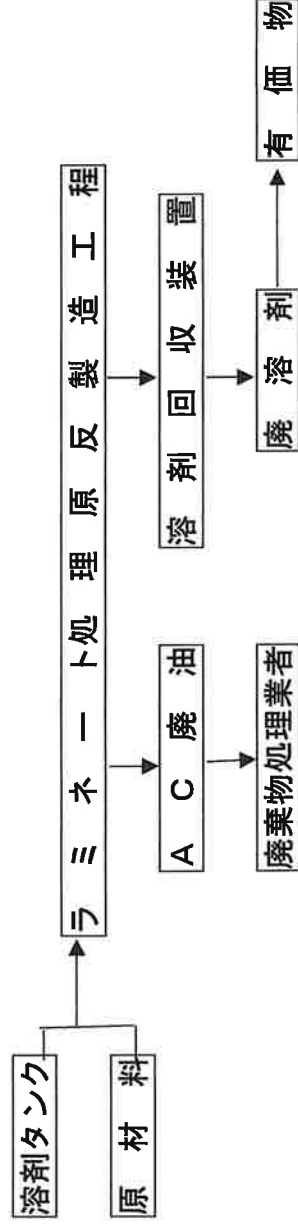 溶剤タンク
原材料
ラミネート処理原反製造工程
AC廃油
溶剤回収装置
廃棄物処理業者
廃溶剤
有価物